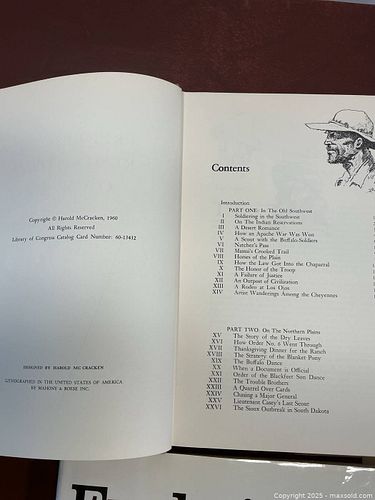 Copyright © Harold McCracken, 1960
All Rights Reserved
Library of Congress Catalog Card Number: 60-13432
DESIGNED BY HAROLD MC CRACKEN
LITHOGRAPHED IN THE UNITED STATES OF AMERICA
BY MAHONY & ROESE INC.
Contents
Introduction
PART ONE: In The Old Southwest
I Soldiering in the Southwest
II On The Indian Reservations
III A Desert Romance
IV How an Apache War Was Won
V A Scout with the Buffalo-Soldiers
VI Natchez's Pass
VII Massai's Crooked Trail
VIII Horses of the Plain
IX How the Law Got Into the Chaparral
X The Honor of the Troop
XI A Failure of Justice
XII An Outpost of Civilization
XIII A Rodeo at Los Ojos
XIV Artist Wanderings Among the Cheyennes
PART TWO: On The Northern Plains
XV The Story of the Dry Leaves
XVI How Order No. 6 Went Through
XVII Thanksgiving Dinner for the Ranch
XVIII The Strategy of the Blanket Pony
XIX The Buffalo Dance
XX When a Document is Official
XXI Order of the Blackfeet Sun Dance
XXII The Trouble Brothers
XXIII A Quarrel Over Cards
XXIV Chasing a Major General
XXV Lieutenant Casey's Last Scout
XXVI The Sioux Outbreak in South Dakota
Copyright 2025 - maxsold.com